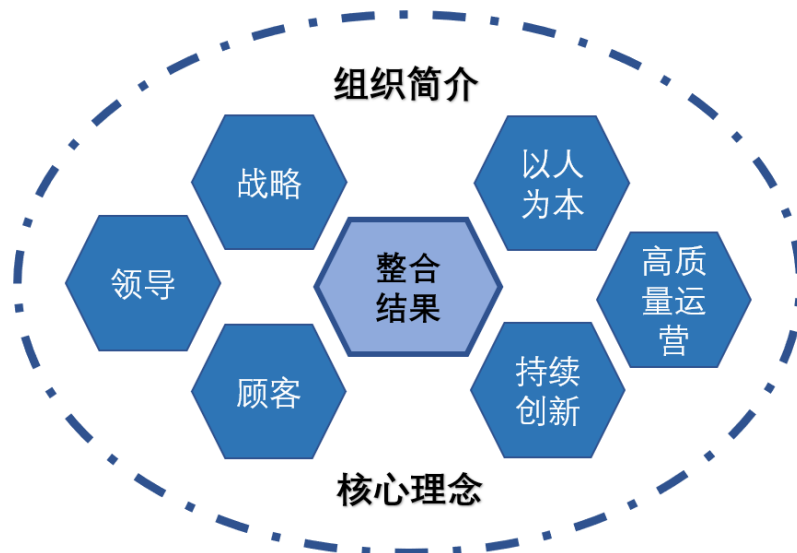 组织简介
战略
以人
为本
领导
整合
结果
高质
量运
营
顾客
持续
创新
核心理念